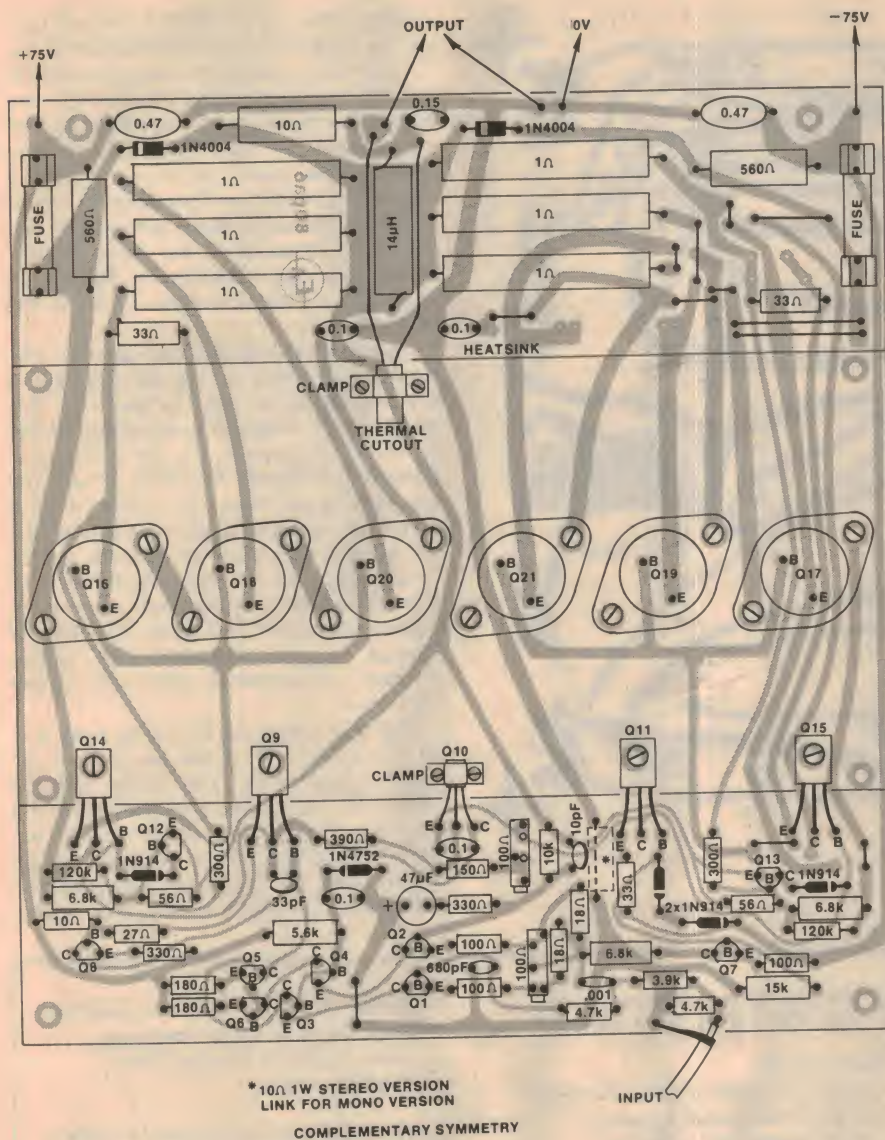 +75V
OUTPUT
0V
−75V
0.47
10Ω
0.15
0.47
1N4004
1N4004
1Ω
1Ω
560Ω
FUSE
560Ω
80ap6
1Ω
14μH
1Ω
FUSE
1Ω
E
1Ω
33Ω
33Ω
0.1
0.1
HEATSINK
CLAMP
THERMAL
CUTOUT
B
Q16
E
B
Q18
E
B
Q20
E
B
Q21
E
B
Q19
E
B
Q17
E
Q14
Q9
Q10
Q11
Q15
CLAMP
E C B
Q12
E
B
C
E C B
E B C
E C B
E C B
300Ω
390Ω
0.1
100Ω
10k
10pF
*
300Ω
120k
1N914
1N4752
150Ω
33Ω
Q13
E B C
1N914
6.8k
56Ω
33pF
0.1
47μF
+
330Ω
18Ω
2x1N914
56Ω
6.8k
10Ω
27Ω
5.6k
120k
B
C E
Q8
330Ω
Q2
C B E
100Ω
100Ω
18Ω
6.8k
C E
B
Q7
100Ω
Q5
E B C
Q4
C B E
680pF
180Ω
180Ω
Q6
E C B
Q3
C B E
C B E
Q1
100Ω
.001
3.9k
15k
4.7k
4.7k
INPUT
*10Ω 1W STEREO VERSION
LINK FOR MONO VERSION
COMPLEMENTARY SYMMETRY